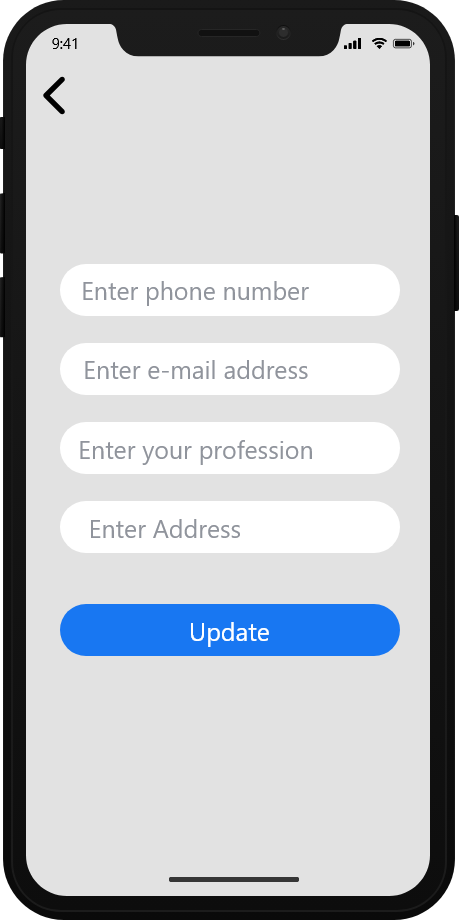 9:41
Enter phone number
Enter e-mail address
Enter your profession
Enter Address
Update